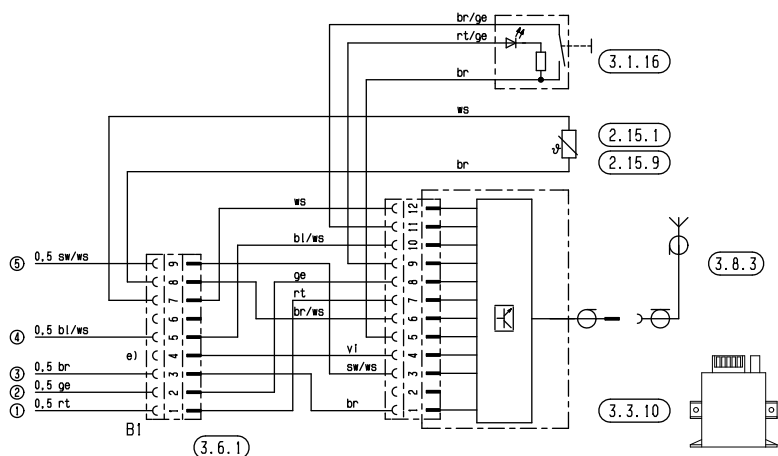 br/ge
rt/ge
br
3.1.16
ws
2.15.1
br
2.15.9
ws
12
11
bl/ws
10
3.8.3
⑤ 0,5 sw/ws
9
9
8
ge
8
7
rt
7
6
br/ws
6
④ 0,5 bl/ws
5
5
e)
4
vi
4
③ 0,5 br
3
sw/ws
3
② 0,5 ge
2
2
① 0,5 rt
1
br
1
3.3.10
B1
3.6.1